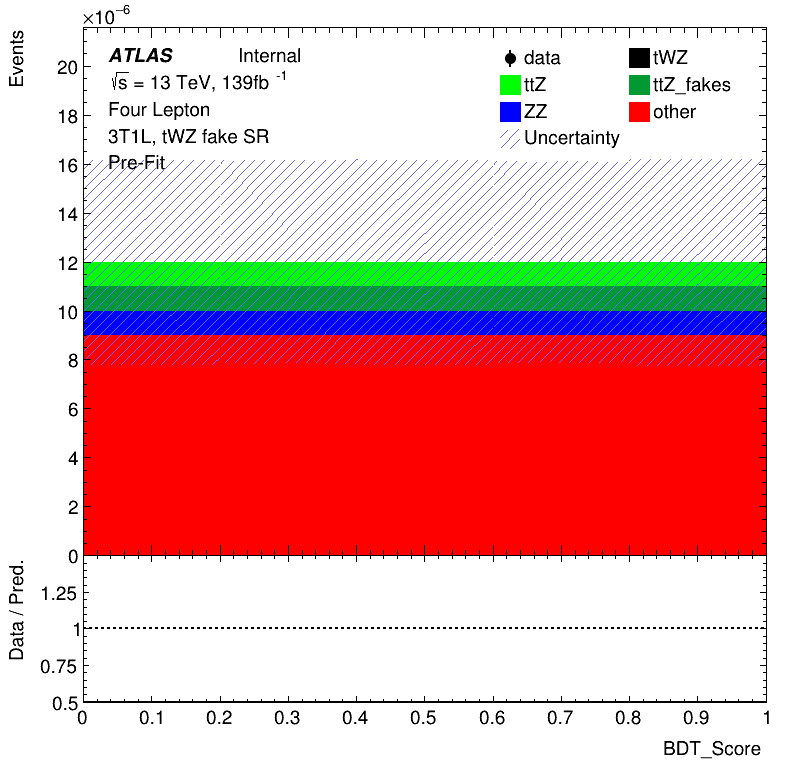 ×10⁻⁶
Events
ATLAS Internal
√s = 13 TeV, 139fb ⁻¹
Four Lepton
3T1L, tWZ fake SR
Pre-Fit
data
tWZ
ttZ
ttZ_fakes
ZZ
other
Uncertainty
20
18
16
14
12
10
8
6
4
2
0
Data / Pred.
1.25
1
0.75
0.5
0 0.1 0.2 0.3 0.4 0.5 0.6 0.7 0.8 0.9 1
BDT_Score